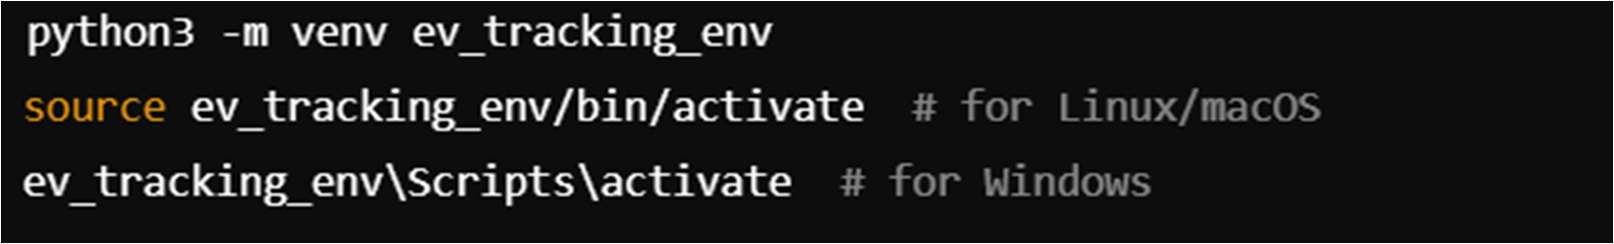 python3 -m venv ev_tracking_env
source ev_tracking_env/bin/activate  # for Linux/macOS
ev_tracking_env\Scripts\activate  # for Windows